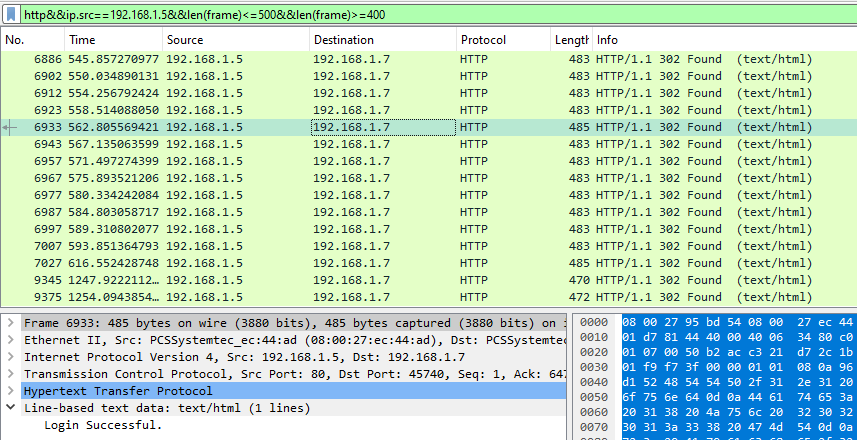 http&&ip.src==192.168.1.5&&len(frame)<=500&&len(frame)>=400
No. Time Source Destination Protocol Length Info
6886 545.857270977 192.168.1.5 192.168.1.7 HTTP 483 HTTP/1.1 302 Found (text/html)
6902 550.034890131 192.168.1.5 192.168.1.7 HTTP 483 HTTP/1.1 302 Found (text/html)
6912 554.256792424 192.168.1.5 192.168.1.7 HTTP 483 HTTP/1.1 302 Found (text/html)
6923 558.514088050 192.168.1.5 192.168.1.7 HTTP 483 HTTP/1.1 302 Found (text/html)
6933 562.805569421 192.168.1.5 192.168.1.7 HTTP 485 HTTP/1.1 302 Found (text/html)
6943 567.135063599 192.168.1.5 192.168.1.7 HTTP 483 HTTP/1.1 302 Found (text/html)
6957 571.497274399 192.168.1.5 192.168.1.7 HTTP 483 HTTP/1.1 302 Found (text/html)
6967 575.893521206 192.168.1.5 192.168.1.7 HTTP 483 HTTP/1.1 302 Found (text/html)
6977 580.334242084 192.168.1.5 192.168.1.7 HTTP 483 HTTP/1.1 302 Found (text/html)
6987 584.803058717 192.168.1.5 192.168.1.7 HTTP 483 HTTP/1.1 302 Found (text/html)
6997 589.310802077 192.168.1.5 192.168.1.7 HTTP 483 HTTP/1.1 302 Found (text/html)
7007 593.851364793 192.168.1.5 192.168.1.7 HTTP 483 HTTP/1.1 302 Found (text/html)
7027 616.552428748 192.168.1.5 192.168.1.7 HTTP 485 HTTP/1.1 302 Found (text/html)
9345 1247.9222112… 192.168.1.5 192.168.1.7 HTTP 470 HTTP/1.1 302 Found (text/html)
9375 1254.0943854… 192.168.1.5 192.168.1.7 HTTP 472 HTTP/1.1 302 Found (text/html)
Frame 6933: 485 bytes on wire (3880 bits), 485 bytes captured (3880 bits) on i
Ethernet II, Src: PCSSystemtec_ec:44:ad (08:00:27:ec:44:ad), Dst: PCSSystemtec
Internet Protocol Version 4, Src: 192.168.1.5, Dst: 192.168.1.7
Transmission Control Protocol, Src Port: 80, Dst Port: 45740, Seq: 1, Ack: 647
Hypertext Transfer Protocol
Line-based text data: text/html (1 lines)
Login Successful.
0000 08 00 27 95 bd 54 08 00 27 ec 44
0010 01 d7 81 44 40 00 40 06 34 80 c0
0020 01 07 00 50 b2 ac c3 21 d7 2c 1b
0030 01 f9 f7 3f 00 00 01 01 08 0a 96
0040 d1 52 48 54 54 50 2f 31 2e 31 20
0050 6f 75 6e 64 0d 0a 44 61 74 65 3a
0060 20 31 38 20 4a 75 6c 20 32 30 32
0070 30 31 3a 33 38 20 47 4d 54 0d 0a